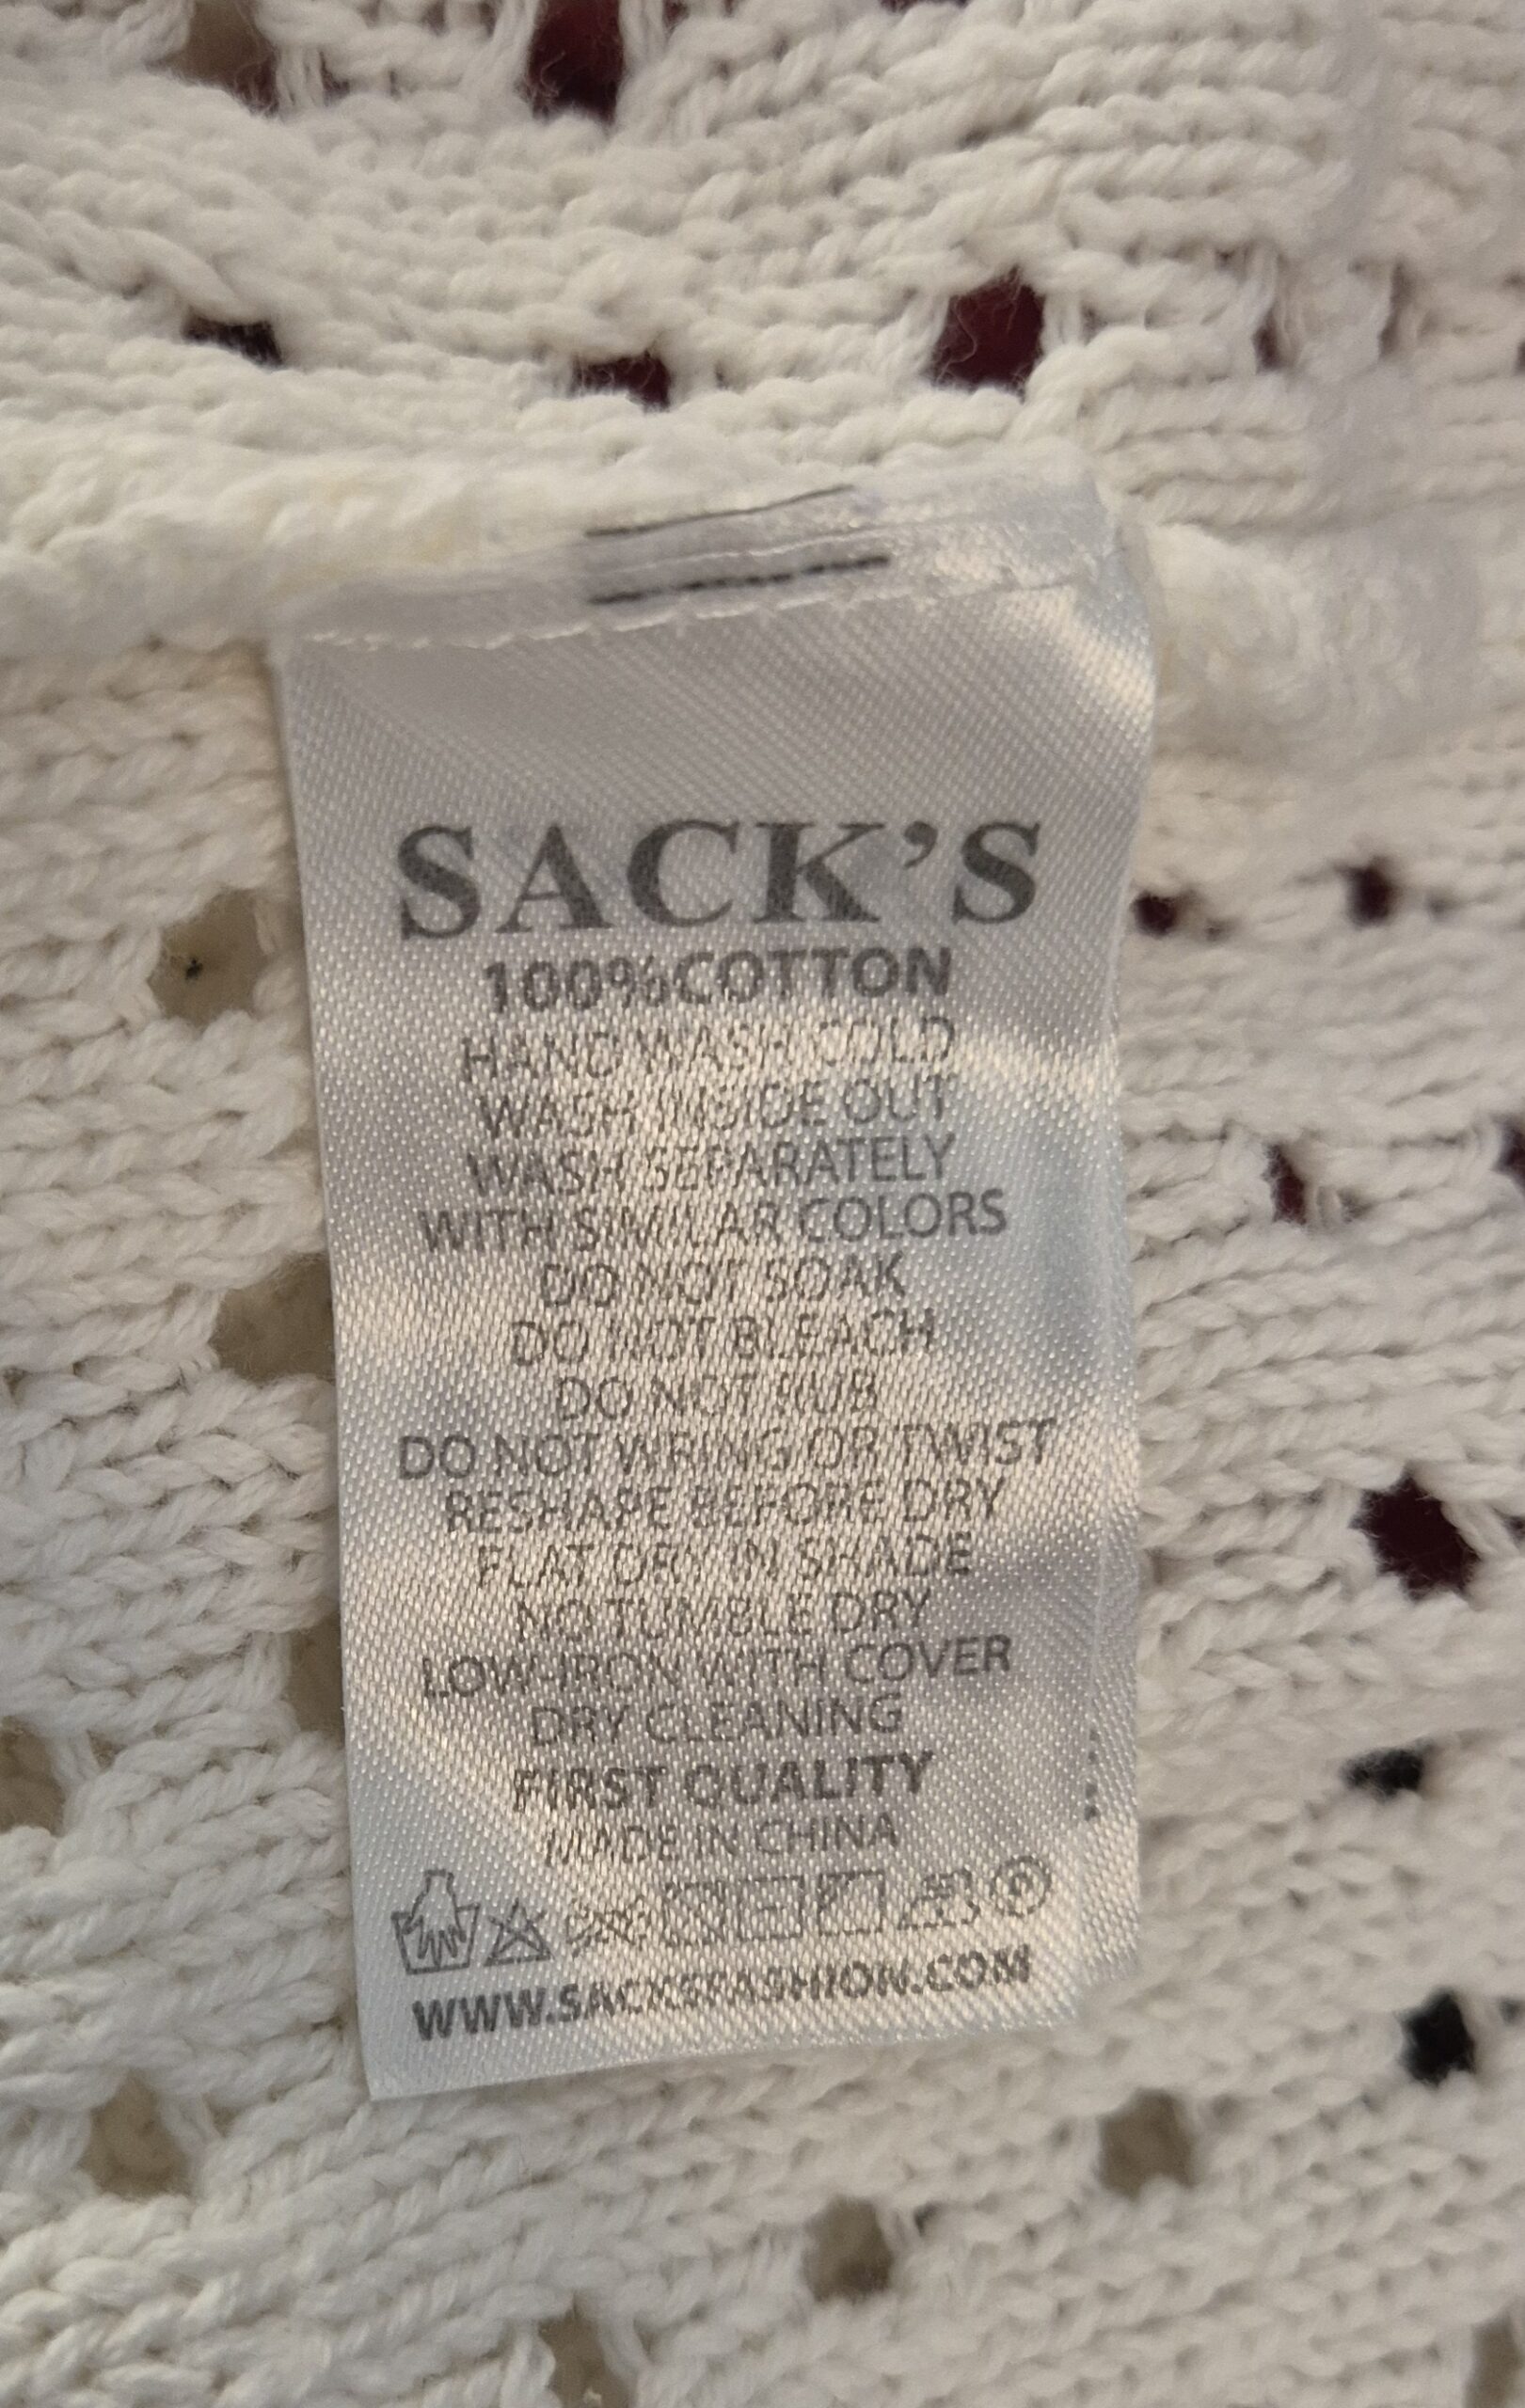 SACK'S
100%COTTON
HAND WASH COLD
WASH INSIDE OUT
WASH SEPARATELY
WITH SIMILAR COLORS
DO NOT SOAK
DO NOT BLEACH
DO NOT RUB
DO NOT WRING OR TWIST
RESHAPE BEFORE DRY
FLAT DRY IN SHADE
NO TUMBLE DRY
LOW-IRON WITH COVER
DRY CLEANING
FIRST QUALITY
MADE IN CHINA
P
WWW.SACKSFASHION.COM